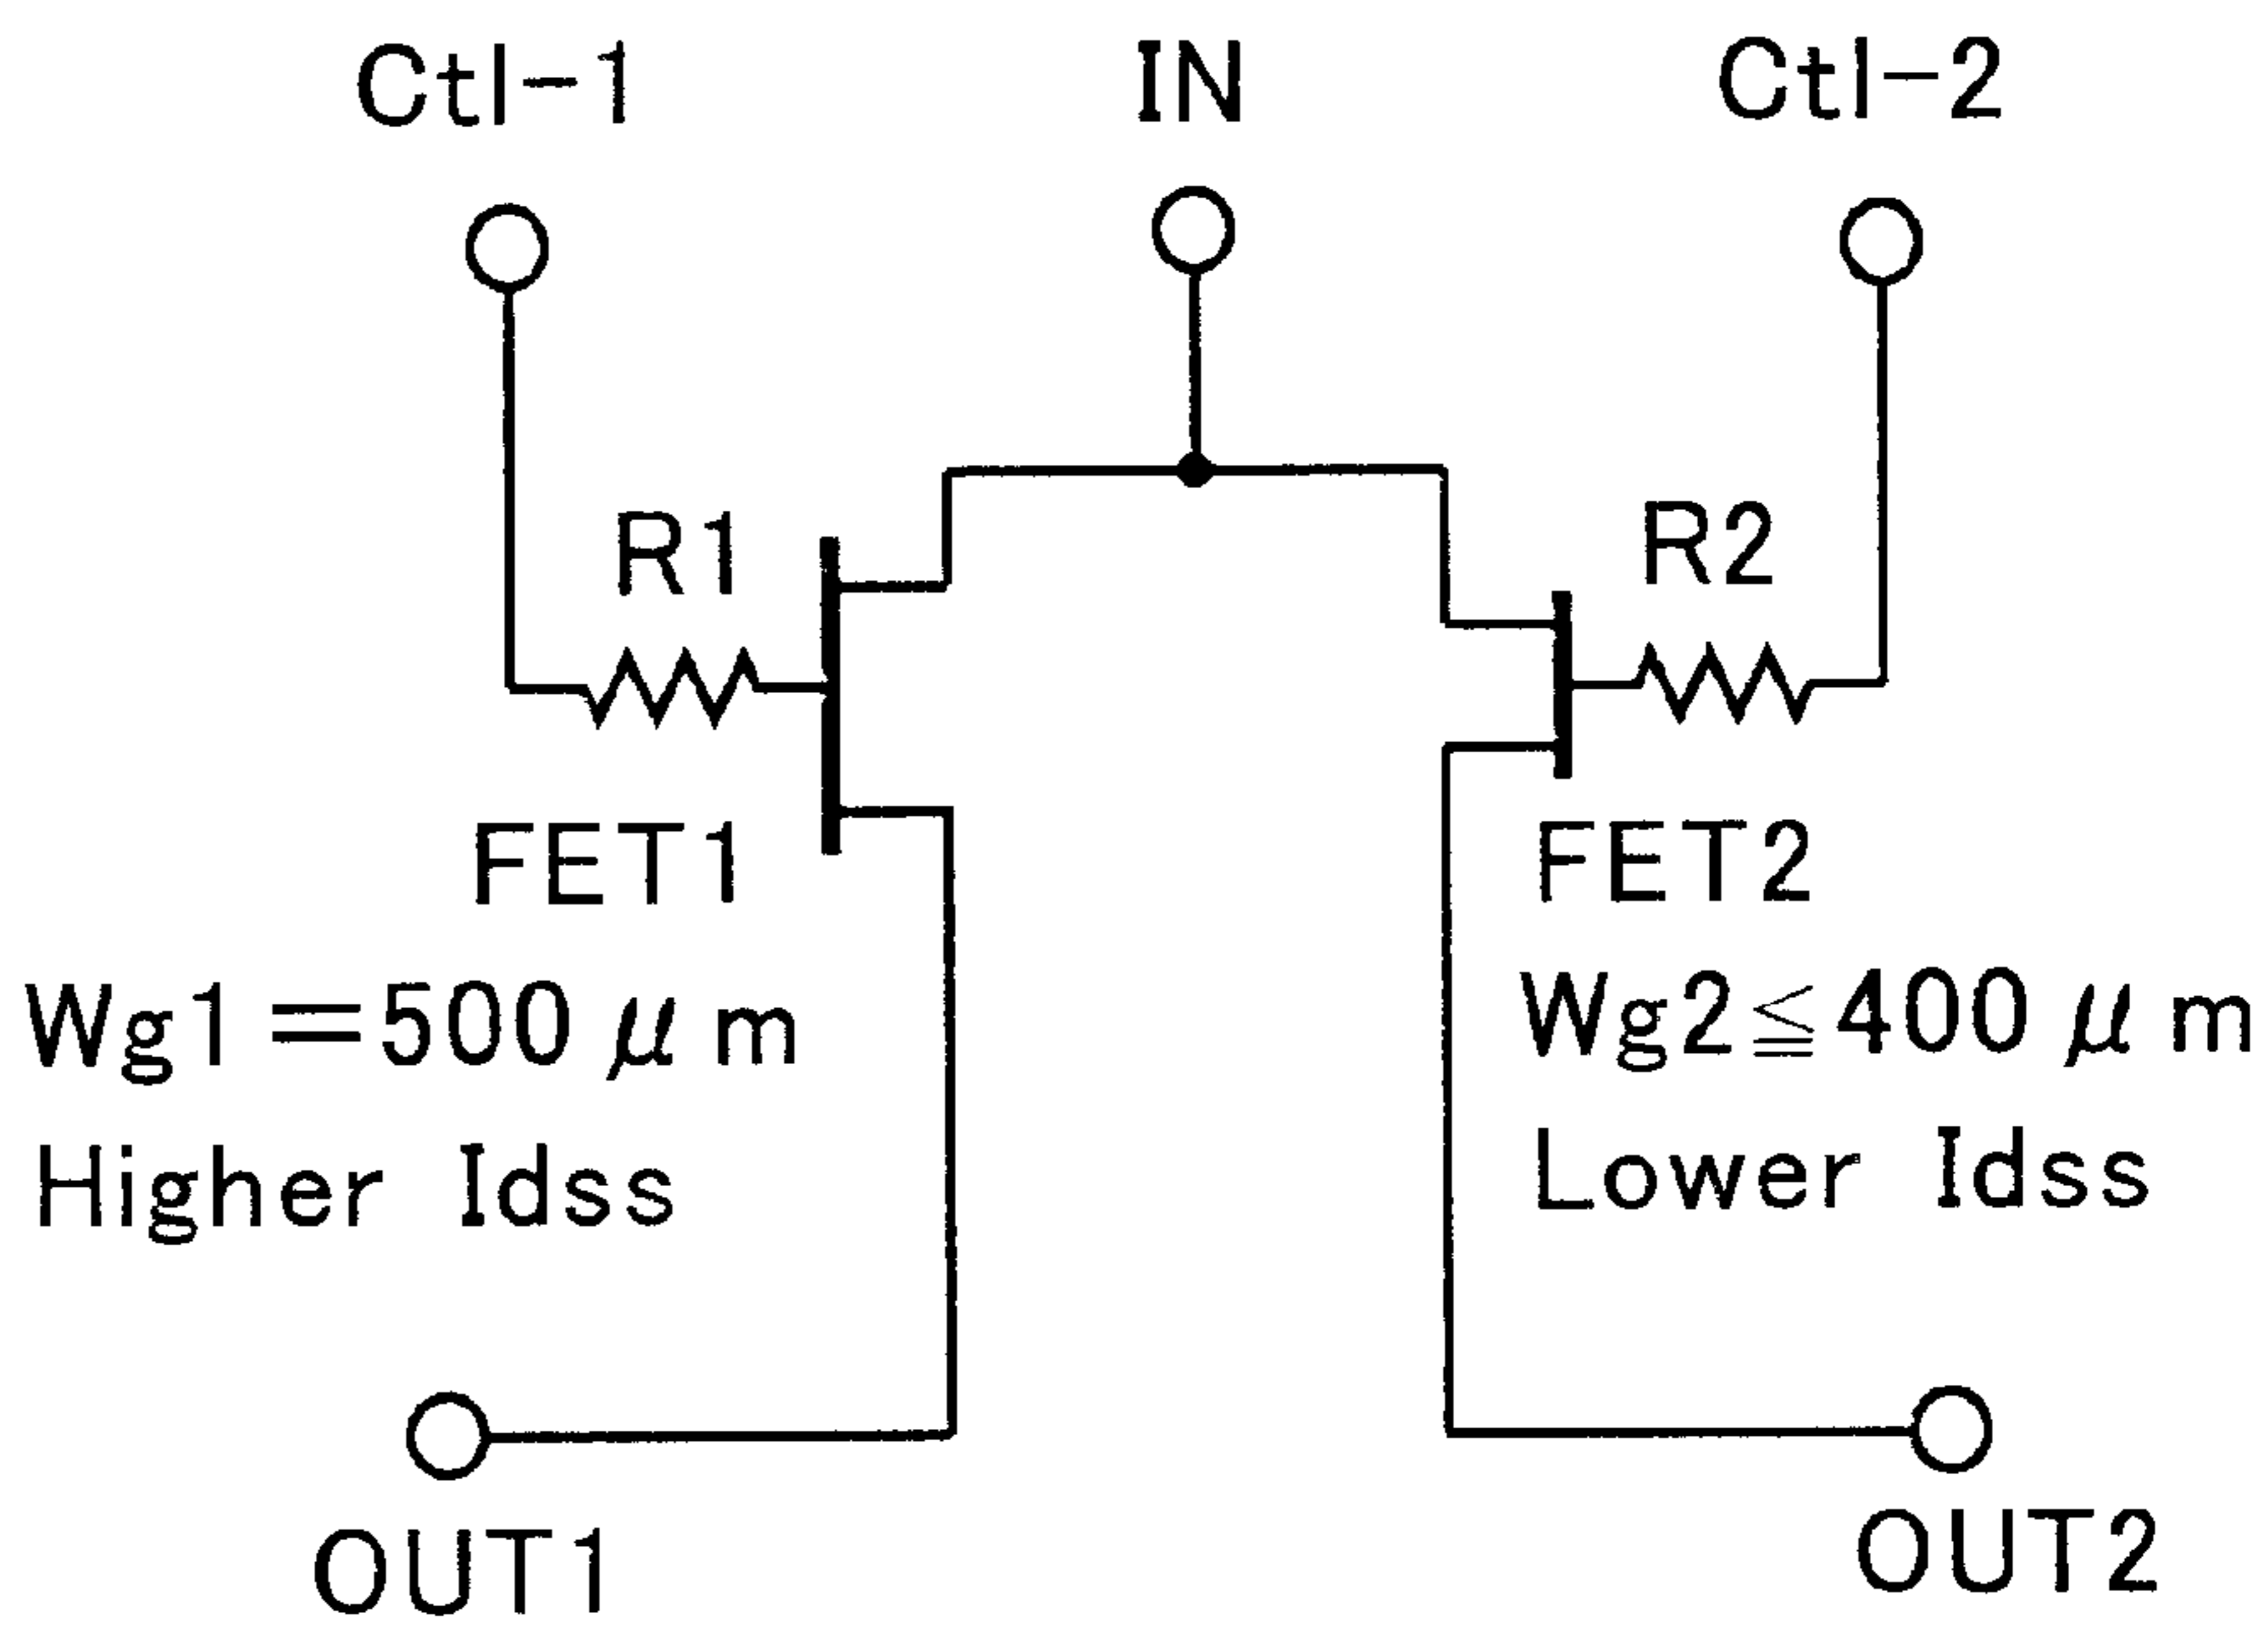 Ctl-1
IN
Ctl-2
R1
R2
FET1
FET2
Wg1=500μm
Wg2≦400μm
Higher Idss
Lower Idss
OUT1
OUT2